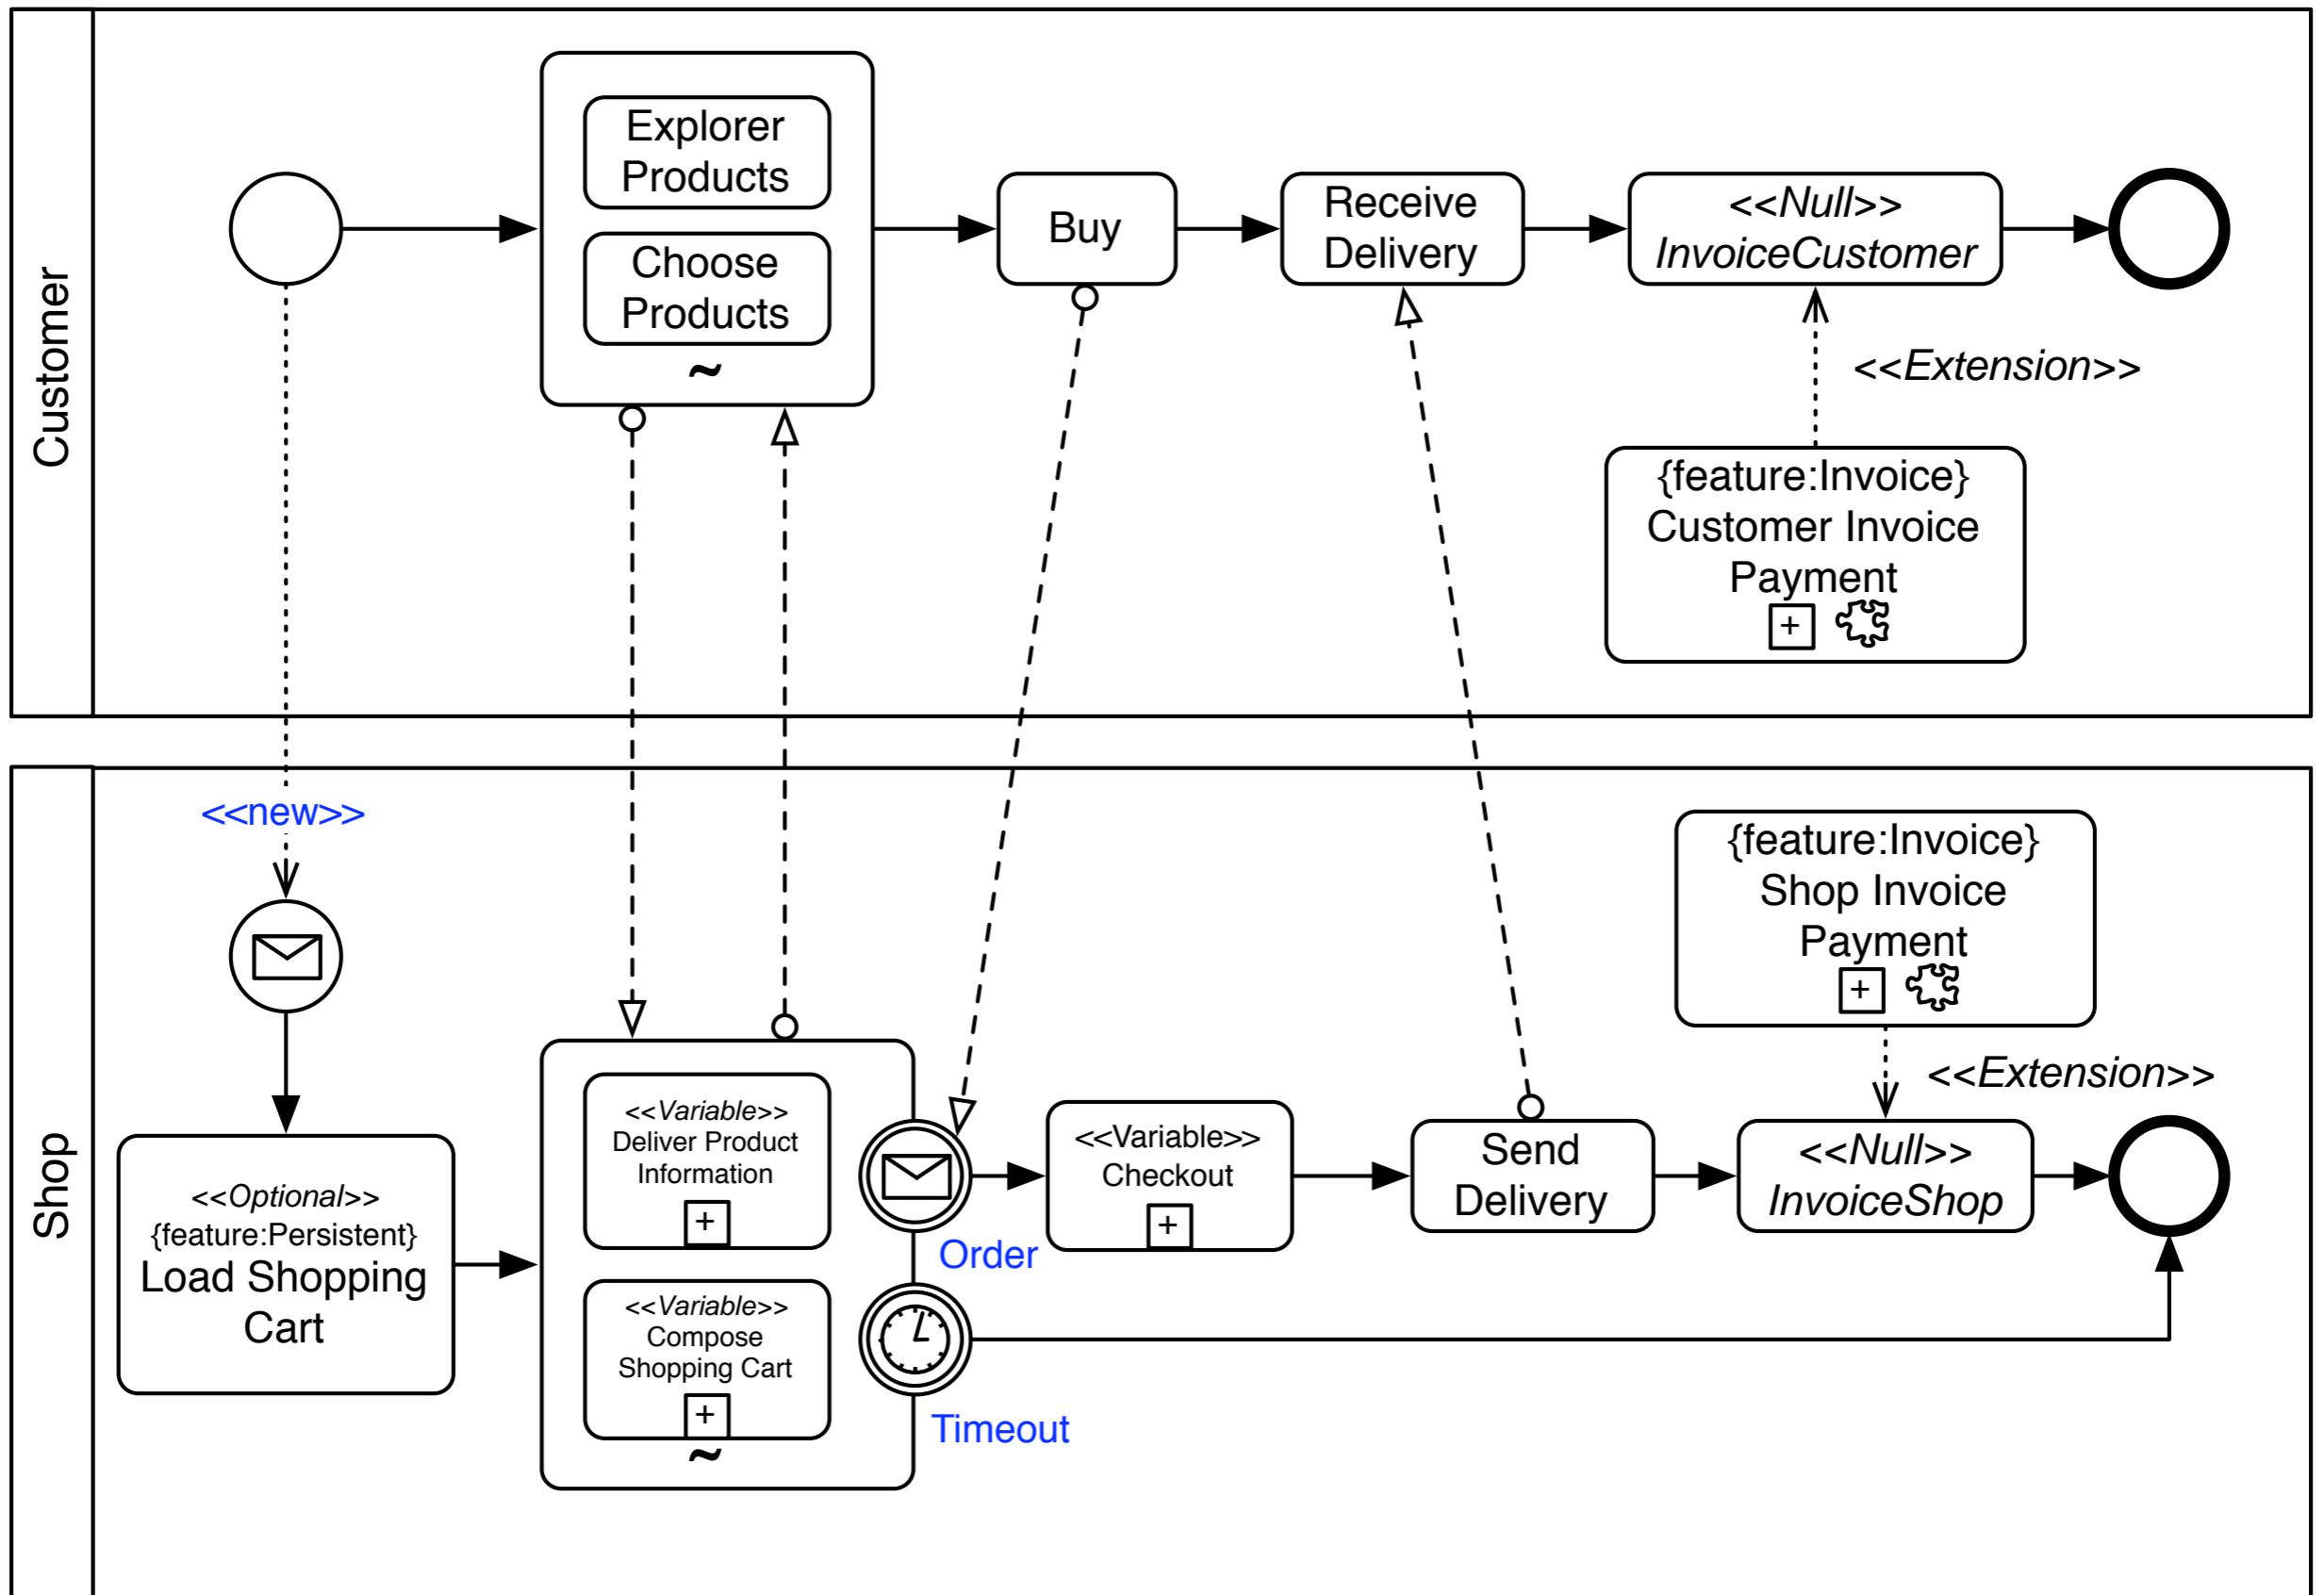 Customer
Explorer
Products
Choose
Products
~
Buy
Receive
Delivery
<<Null>>
InvoiceCustomer
<<Extension>>
{feature:Invoice}
Customer Invoice
Payment
+
Shop
<<new>>
<<Optional>>
{feature:Persistent}
Load Shopping
Cart
<<Variable>>
Deliver Product
Information
+
<<Variable>>
Compose
Shopping Cart
+
~
Order
Timeout
<<Variable>>
Checkout
+
Send
Delivery
{feature:Invoice}
Shop Invoice
Payment
+
<<Extension>>
<<Null>>
InvoiceShop